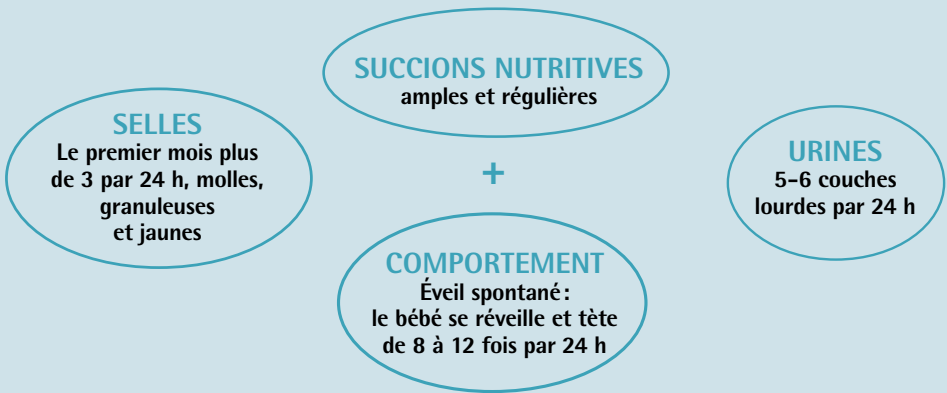 SUCCIONS NUTRITIVES
amples et régulières
SELLES
Le premier mois plus
de 3 par 24 h, molles,
granuleuses
et jaunes
+
URINES
5-6 couches
lourdes par 24 h
COMPORTEMENT
Éveil spontané :
le bébé se réveille et tète
de 8 à 12 fois par 24 h